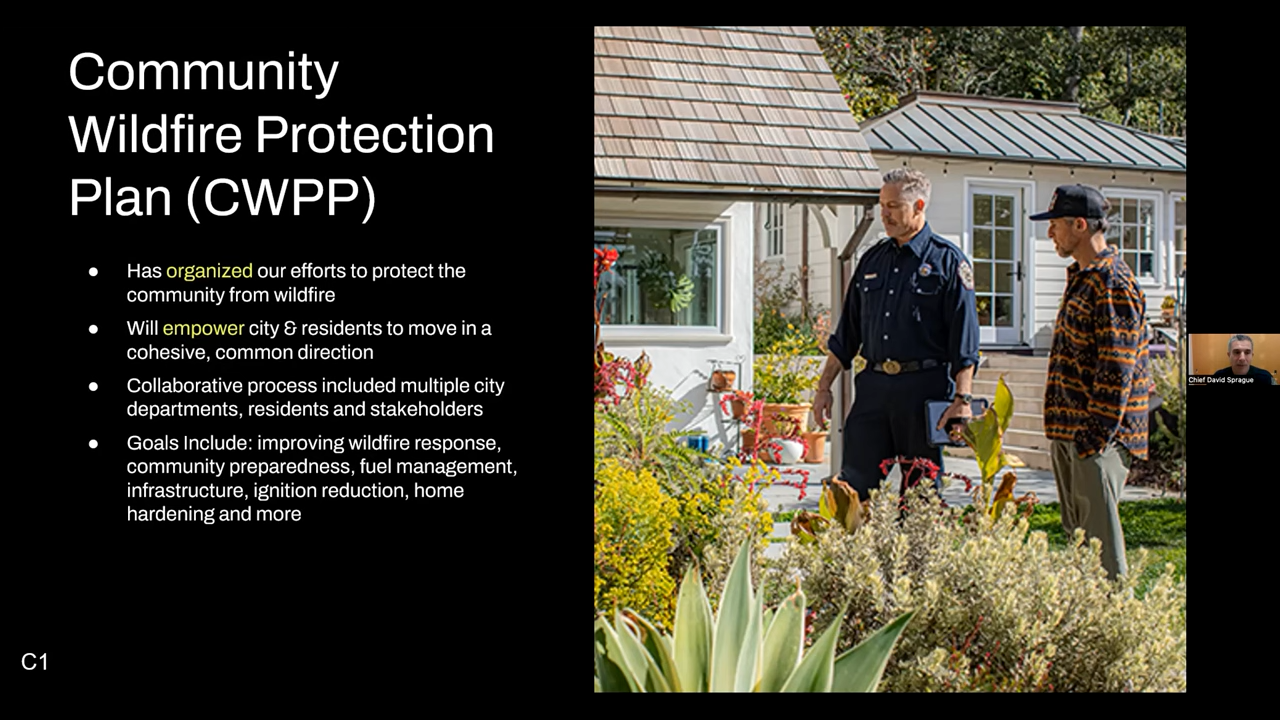 Community
Wildfire Protection
Plan (CWPP)
● Has organized our efforts to protect the
community from wildfire
● Will empower city & residents to move in a
cohesive, common direction
● Collaborative process included multiple city
departments, residents and stakeholders
● Goals Include: improving wildfire response,
community preparedness, fuel management,
infrastructure, ignition reduction, home
hardening and more
C1
Chief David Sprague